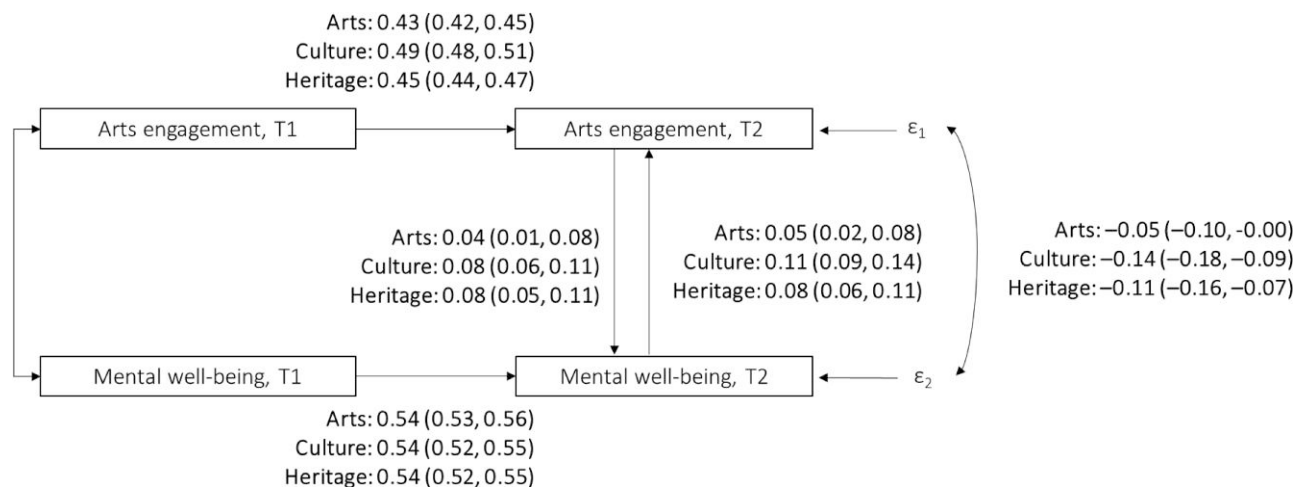 Arts: 0.43 (0.42, 0.45)
Culture: 0.49 (0.48, 0.51)
Heritage: 0.45 (0.44, 0.47)
Arts engagement, T1
Arts engagement, T2
ε₁
Arts: 0.04 (0.01, 0.08)
Culture: 0.08 (0.06, 0.11)
Heritage: 0.08 (0.05, 0.11)
Arts: 0.05 (0.02, 0.08)
Culture: 0.11 (0.09, 0.14)
Heritage: 0.08 (0.06, 0.11)
Arts: –0.05 (–0.10, -0.00)
Culture: –0.14 (–0.18, –0.09)
Heritage: –0.11 (–0.16, –0.07)
Mental well-being, T1
Mental well-being, T2
ε₂
Arts: 0.54 (0.53, 0.56)
Culture: 0.54 (0.52, 0.55)
Heritage: 0.54 (0.52, 0.55)